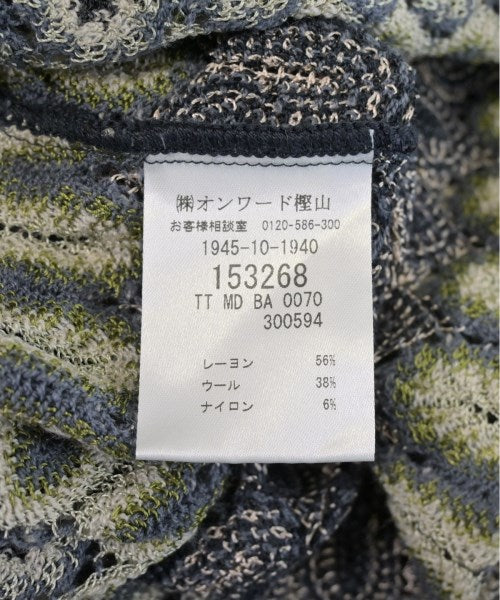 ㈱オンワード樫山
お客様相談室 0120-586-300
1945-10-1940
153268
TT MD BA 0070
300594
レーヨン 56%
ウール 38%
ナイロン 6%